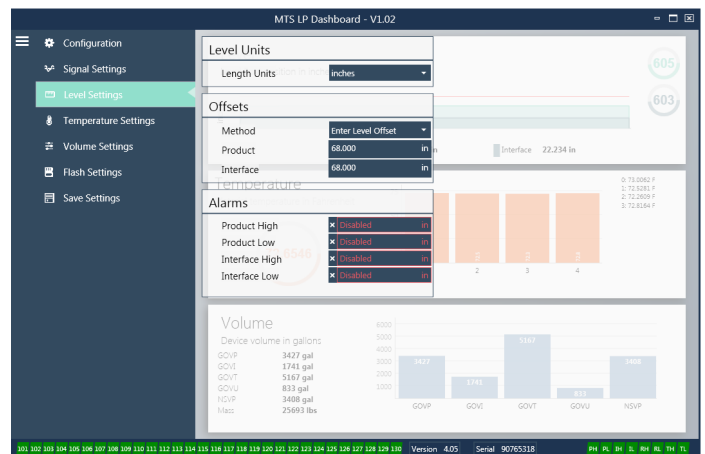 MTS LP Dashboard - V1.02
Configuration
Signal Settings
Level Settings
Temperature Settings
Volume Settings
Flash Settings
Save Settings
Level Units
Length Units inches
Offsets
Method Enter Level Offset
Product 68.000 in
Interface 68.000 in
Alarms
Product High Disabled in
Product Low Disabled in
Interface High Disabled in
Interface Low Disabled in
605
603
in Interface 22.234 in
Temperature
0: 73.0062 F
1: 72.9281 F
2: 72.2609 F
3: 72.8164 F
2 3 4
Volume
Device volume in gallons
GOVP 3427 gal
GOVI 1741 gal
GOVT 5167 gal
GOVU 833 gal
NSVP 3408 gal
Mass 25693 lbs
6000
5000
4000
3000
2000
1000
3427 1741 5167 833 3408
GOVP GOVI GOVT GOVU NSVP
101 102 103 104 105 106 107 108 109 110 111 112 113 114 115 116 117 118 119 120 121 122 123 124 125 126 127 128 129 130 Version 4.05 Serial 90765318 PH PL IH IL RH RL TH TL